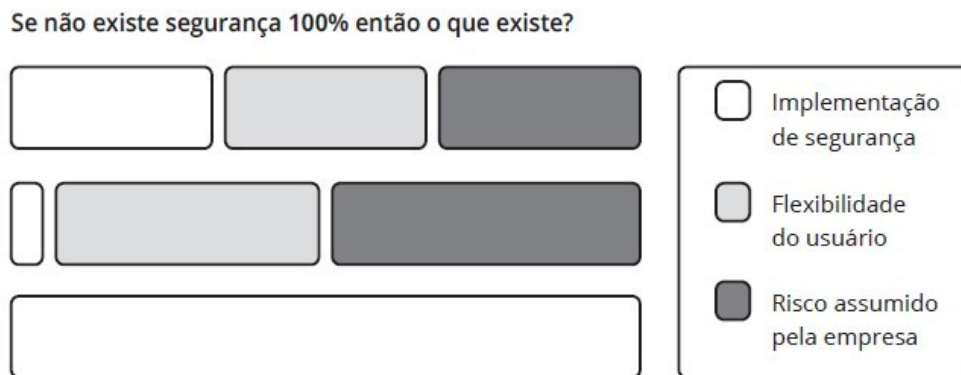 Se não existe segurança 100% então o que existe?
Implementação
de segurança
Flexibilidade
do usuário
Risco assumido
pela empresa